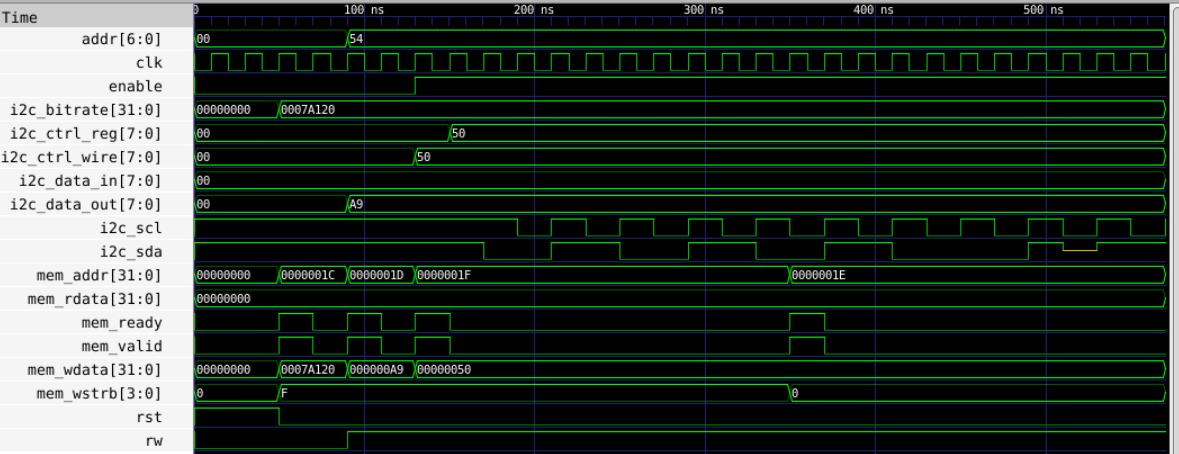 Time 0 100 ns 200 ns 300 ns 400 ns 500 ns
addr[6:0] 00 54
clk
enable
i2c_bitrate[31:0] 00000000 0007A120
i2c_ctrl_reg[7:0] 00 50
i2c_ctrl_wire[7:0] 00 50
i2c_data_in[7:0] 00
i2c_data_out[7:0] 00 A9
i2c_scl
i2c_sda
mem_addr[31:0] 00000000 0000001C 0000001D 0000001F 0000001E
mem_rdata[31:0] 00000000
mem_ready
mem_valid
mem_wdata[31:0] 00000000 0007A120 000000A9 00000050
mem_wstrb[3:0] 0 F 0
rst
rw